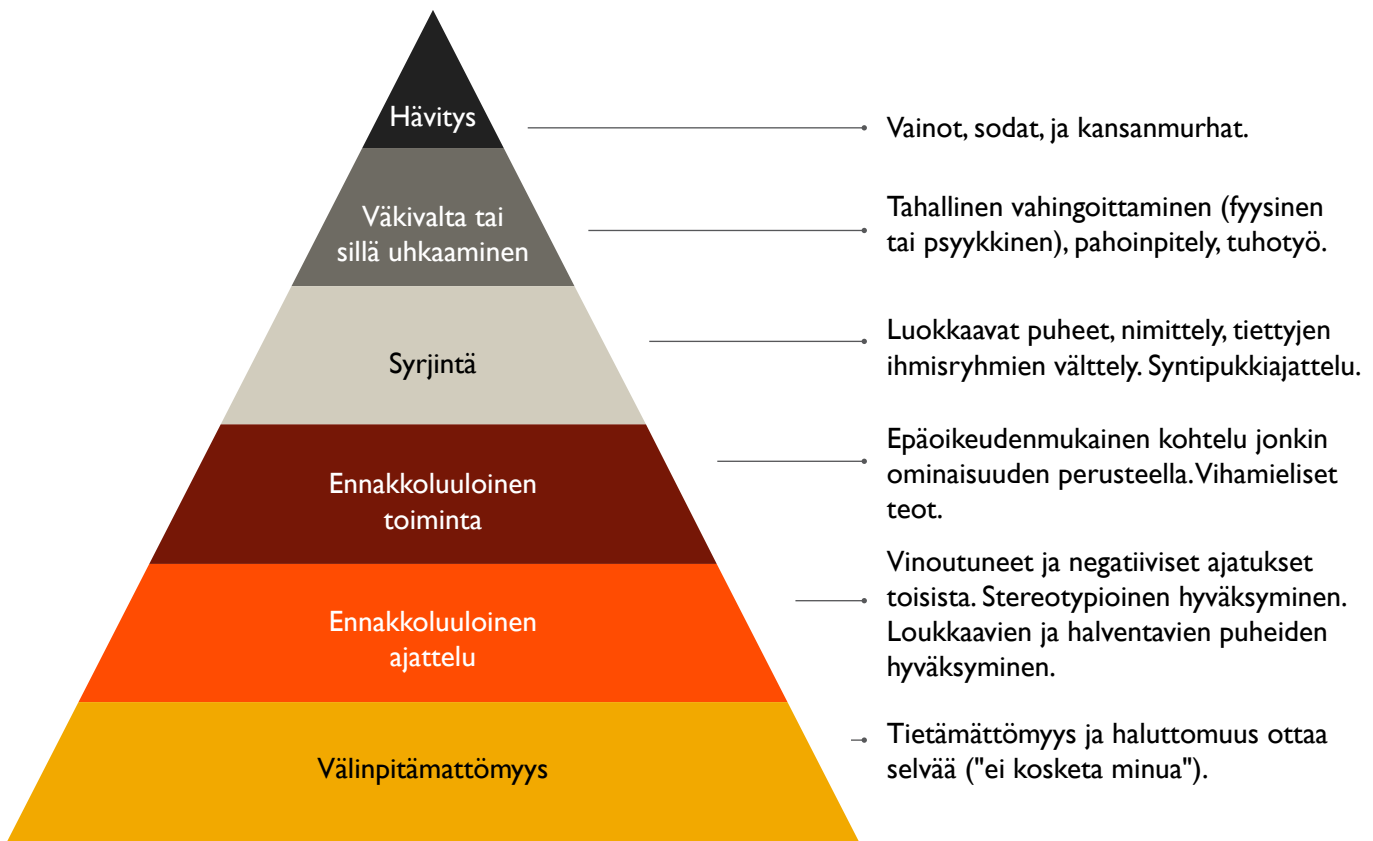 Hävitys
Vainot, sodat, ja kansanmurhat.
Väkivalta tai
sillä uhkaaminen
Tahallinen vahingoittaminen (fyysinen
tai psyykkinen), pahoinpitely, tuhotyö.
Syrjintä
Luokkaavat puheet, nimittely, tiettyjen
ihmisryhmien välttely. Syntipukkiajattelu.
Ennakkoluuloinen
toiminta
Epäoikeudenmukainen kohtelu jonkin
ominaisuuden perusteella. Vihamieliset
teot.
Ennakkoluuloinen
ajattelu
Vinoutuneet ja negatiiviset ajatukset
toisista. Stereotypioinen hyväksyminen.
Loukkaavien ja halventavien puheiden
hyväksyminen.
Välinpitämattömyys
Tietämättömyys ja haluttomuus ottaa
selvää ("ei kosketa minua").